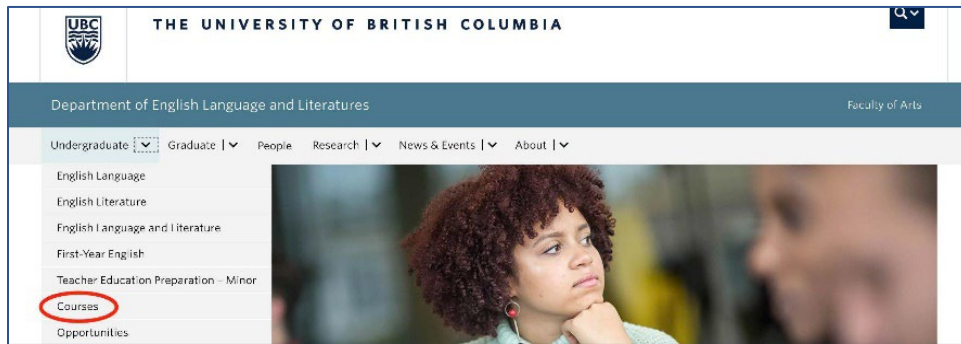 UBC
THE UNIVERSITY OF BRITISH COLUMBIA
Department of English Language and Literatures
Faculty of Arts
Undergraduate Graduate People Research News & Events About
English Language
English Literature
English Language and Literature
First-Year English
Teacher Education Preparation – Minor
Courses
Opportunities